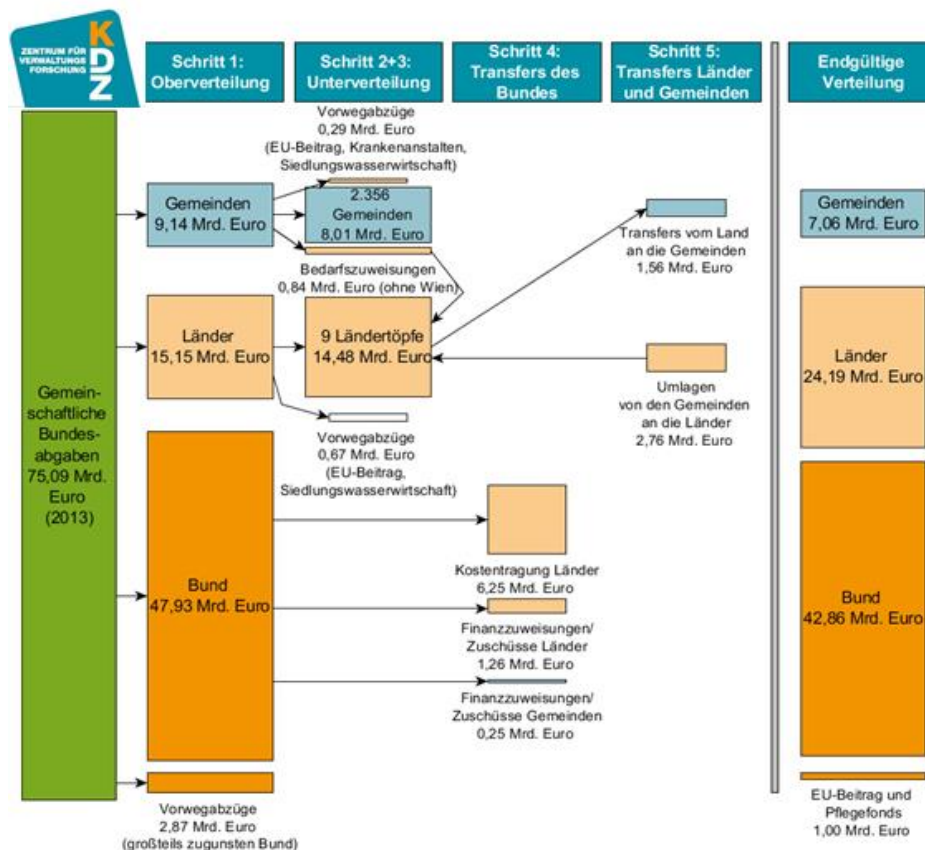 ZENTRUM FÜR
VERWALTUNGS
FORSCHUNG
KDZ
Schritt 1:
Oberverteilung
Schritt 2+3:
Unterverteilung
Schritt 4:
Transfers des
Bundes
Schritt 5:
Transfers Länder
und Gemeinden
Endgültige
Verteilung
Gemein-
schaftliche
Bundes-
abgaben
75,09 Mrd.
Euro
(2013)
Gemeinden
9,14 Mrd. Euro
Länder
15,15 Mrd. Euro
Bund
47,93 Mrd. Euro
Vorwegabzüge
2,87 Mrd. Euro
(großteils zugunsten Bund)
Vorwegabzüge
0,29 Mrd. Euro
(EU-Beitrag, Krankenanstalten,
Siedlungswasserwirtschaft)
2.356
Gemeinden
8,01 Mrd. Euro
Bedarfszuweisungen
0,84 Mrd. Euro (ohne Wien)
9 Ländertöpfe
14,48 Mrd. Euro
Vorwegabzüge
0,67 Mrd. Euro
(EU-Beitrag,
Siedlungswasserwirtschaft)
Kostentragung Länder
6,25 Mrd. Euro
Finanzzuweisungen/
Zuschüsse Länder
1,26 Mrd. Euro
Finanzzuweisungen/
Zuschüsse Gemeinden
0,25 Mrd. Euro
Transfers vom Land
an die Gemeinden
1,56 Mrd. Euro
Umlagen
von den Gemeinden
an die Länder
2,76 Mrd. Euro
Gemeinden
7,06 Mrd. Euro
Länder
24,19 Mrd. Euro
Bund
42,86 Mrd. Euro
EU-Beitrag und
Pflegefonds
1,00 Mrd. Euro